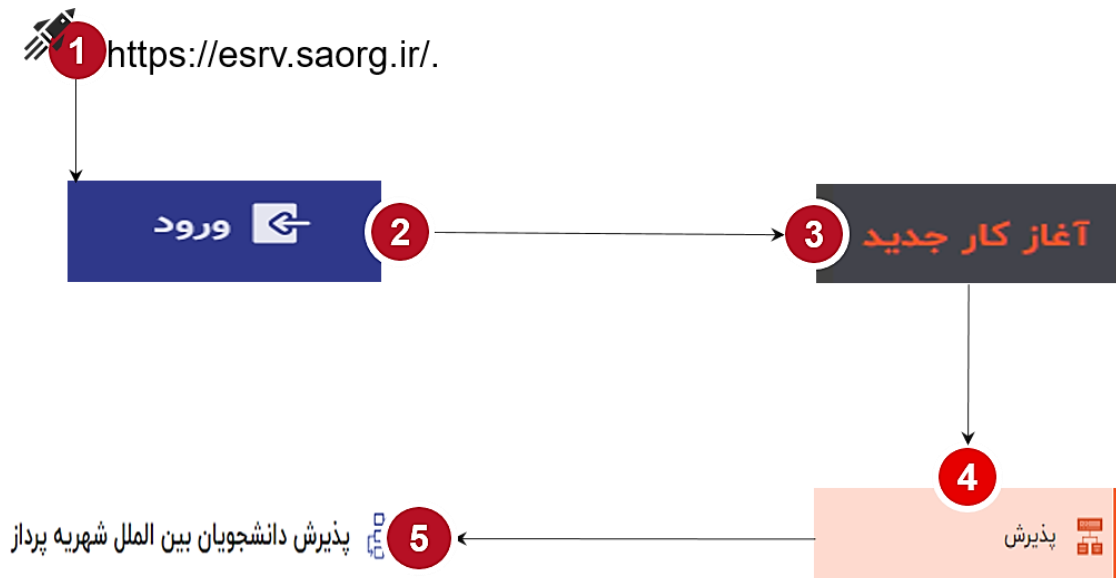 1 https://esrv.saorg.ir/.
ورود
2
3
آغاز کار جدید
4
پذیرش
5
پذیرش دانشجویان بین الملل شهریه پرداز